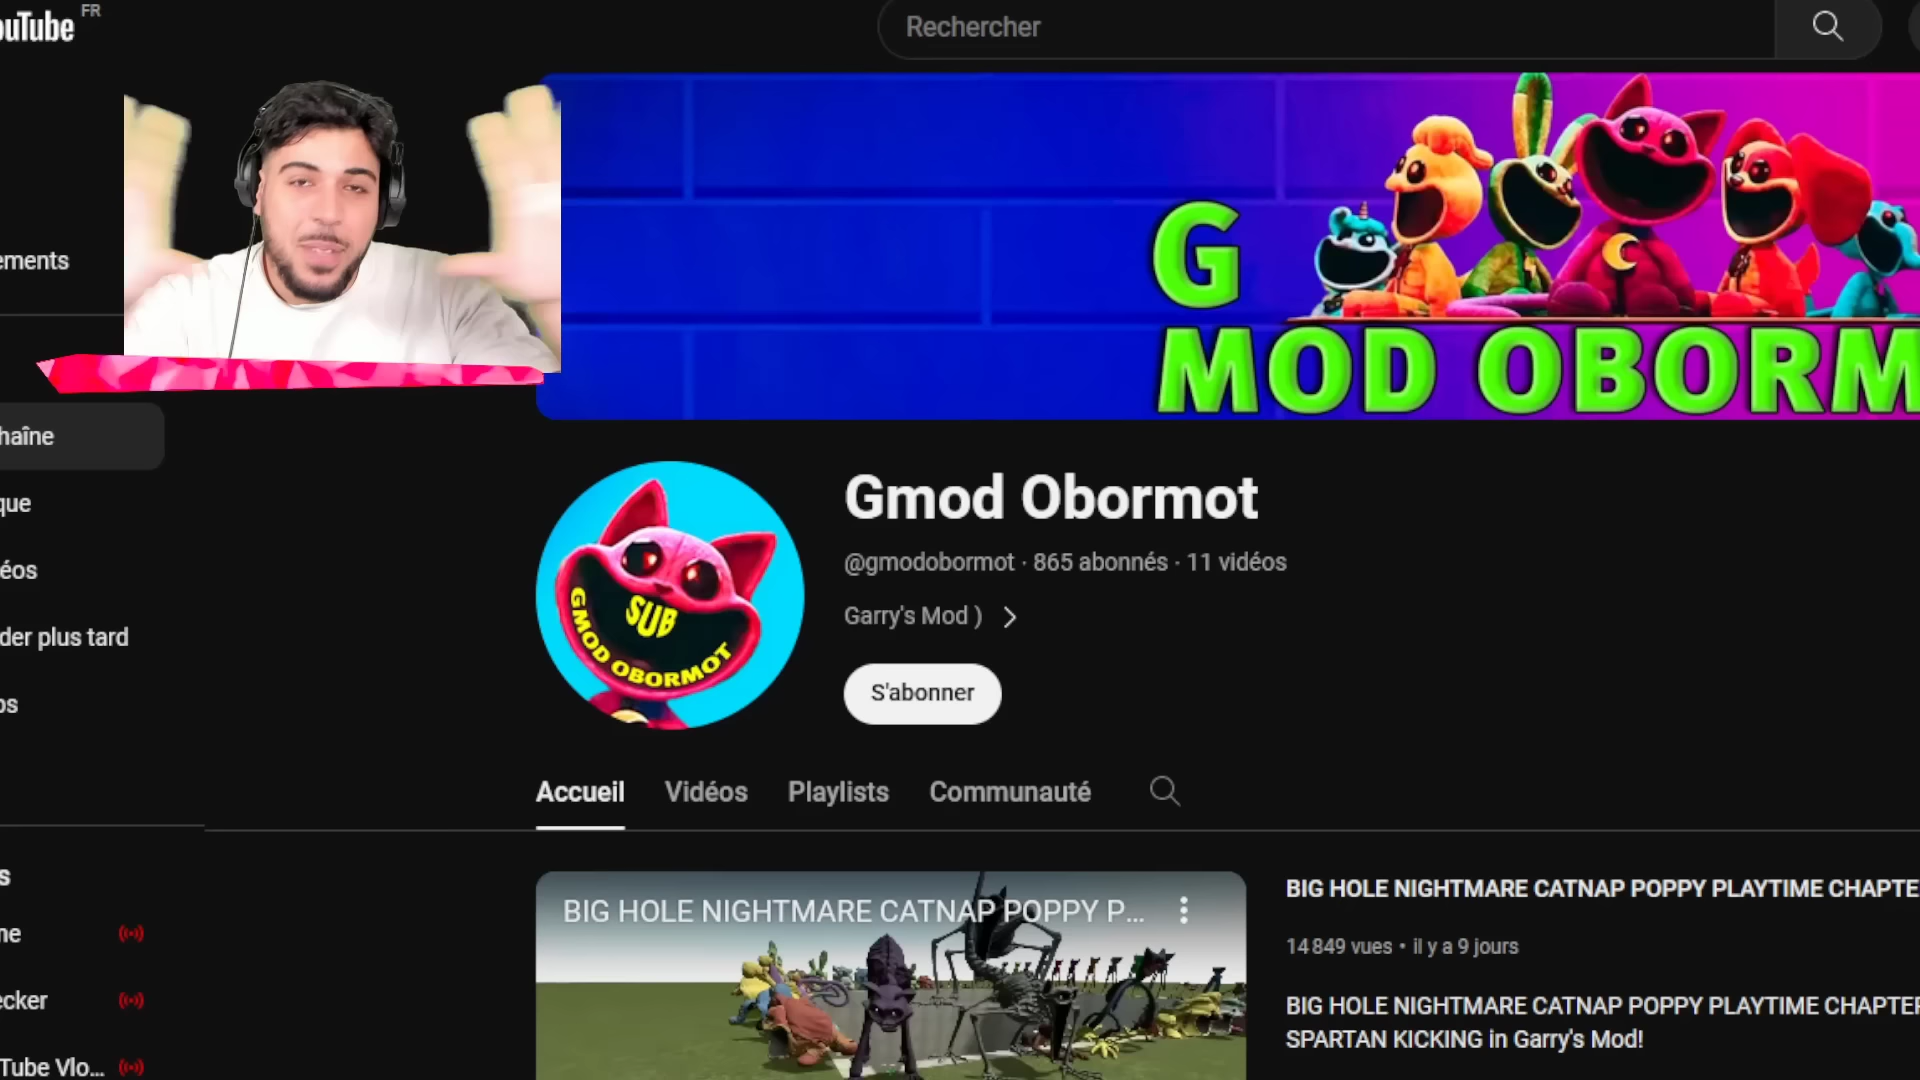 ouTube FR
Rechercher
ements
G
MOD OBORM
haîne
Gmod Obormot
@gmodobormot · 865 abonnés · 11 vidéos
que
SUB
GMOD OBORMOT
éos
Garry's Mod )
der plus tard
S'abonner
os
Accueil Vidéos Playlists Communauté
s
BIG HOLE NIGHTMARE CATNAP POPPY P...
BIG HOLE NIGHTMARE CATNAP POPPY PLAYTIME CHAPTE
ne
14 849 vues • il y a 9 jours
ecker
BIG HOLE NIGHTMARE CATNAP POPPY PLAYTIME CHAPTER
SPARTAN KICKING in Garry's Mod!
Tube Vlo...